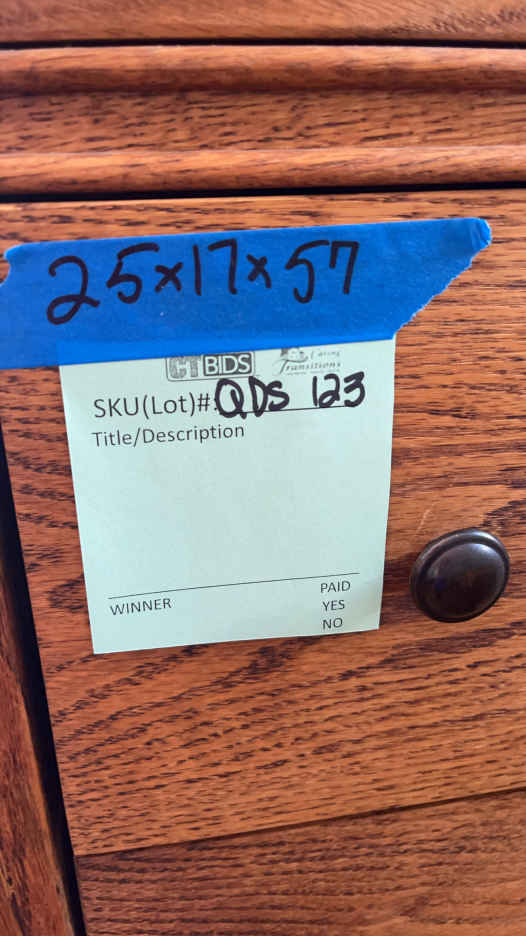 25x17x57
CTBIDS
Caring
Transitions
SKU(Lot)#: QDS 123
Title/Description
WINNER
PAID
YES
NO